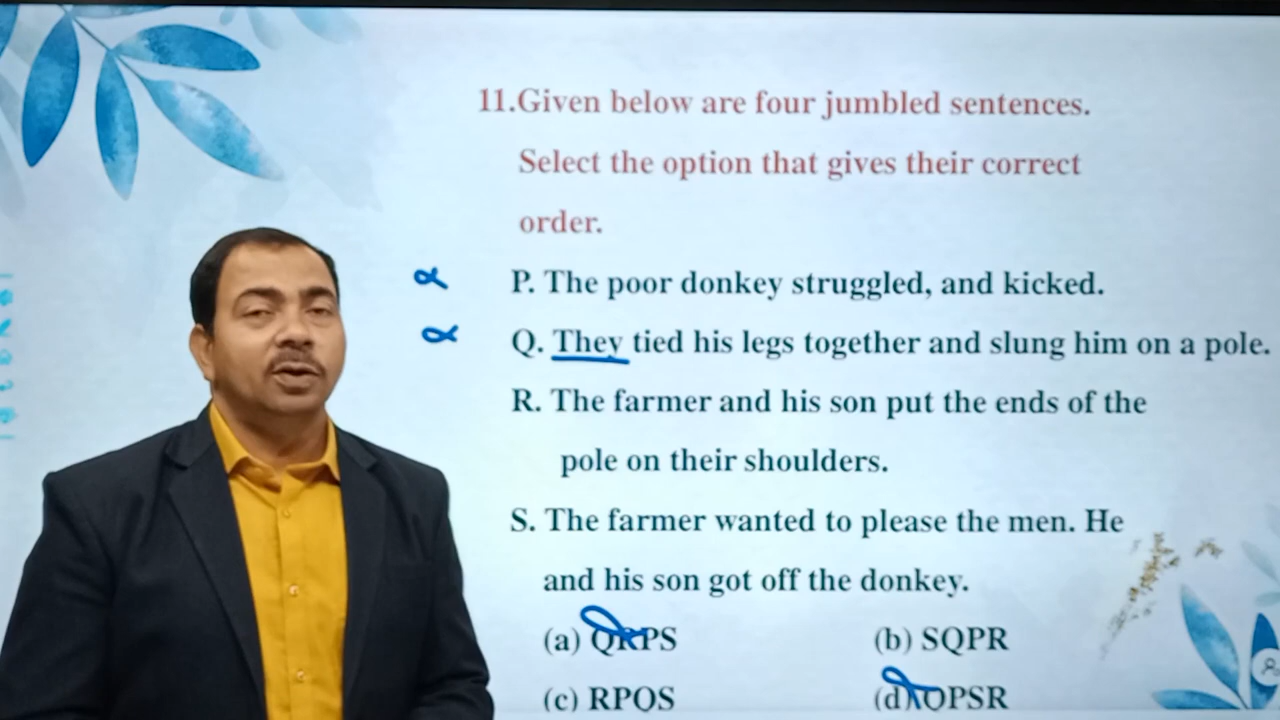 11.Given below are four jumbled sentences.
Select the option that gives their correct
order.
P. The poor donkey struggled, and kicked.
Q. They tied his legs together and slung him on a pole.
R. The farmer and his son put the ends of the
pole on their shoulders.
S. The farmer wanted to please the men. He
and his son got off the donkey.
(a) QRPS (b) SQPR
(c) RPQS (d) QPSR